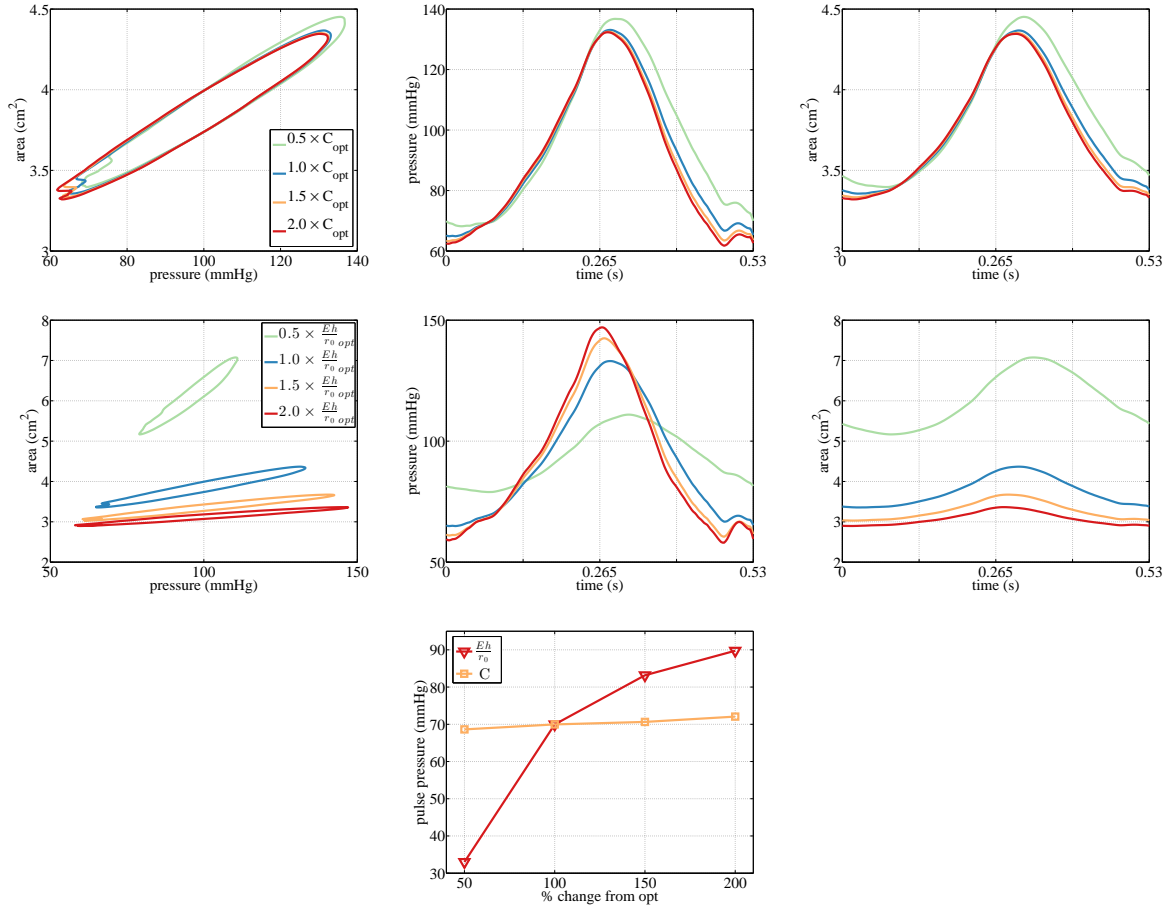 4.5
4
3.5
3
60
80
100
120
140
area (cm²)
pressure (mmHg)
0.5 × C_opt
1.0 × C_opt
1.5 × C_opt
2.0 × C_opt
140
120
100
80
60
0
0.265
0.53
pressure (mmHg)
time (s)
4.5
4
3.5
3
0
0.265
0.53
area (cm²)
time (s)
8
7
6
5
4
3
2
50
100
150
area (cm²)
pressure (mmHg)
0.5 × Eh/r₀ opt
1.0 × Eh/r₀ opt
1.5 × Eh/r₀ opt
2.0 × Eh/r₀ opt
150
100
50
0
0.265
0.53
pressure (mmHg)
time (s)
8
7
6
5
4
3
2
0
0.265
0.53
area (cm²)
time (s)
90
80
70
60
50
40
30
50
100
150
200
pulse pressure (mmHg)
% change from opt
Eh/r₀
C